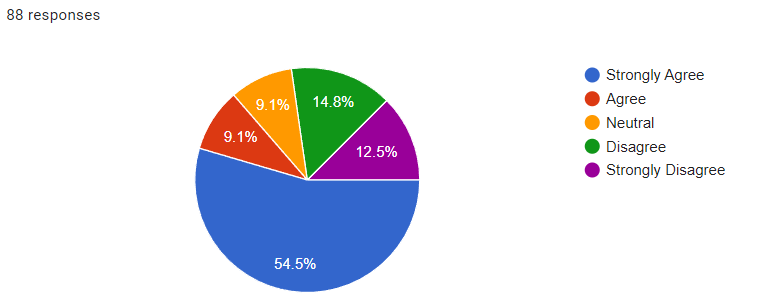 88 responses
9.1%
9.1%
14.8%
12.5%
54.5%
Strongly Agree
Agree
Neutral
Disagree
Strongly Disagree